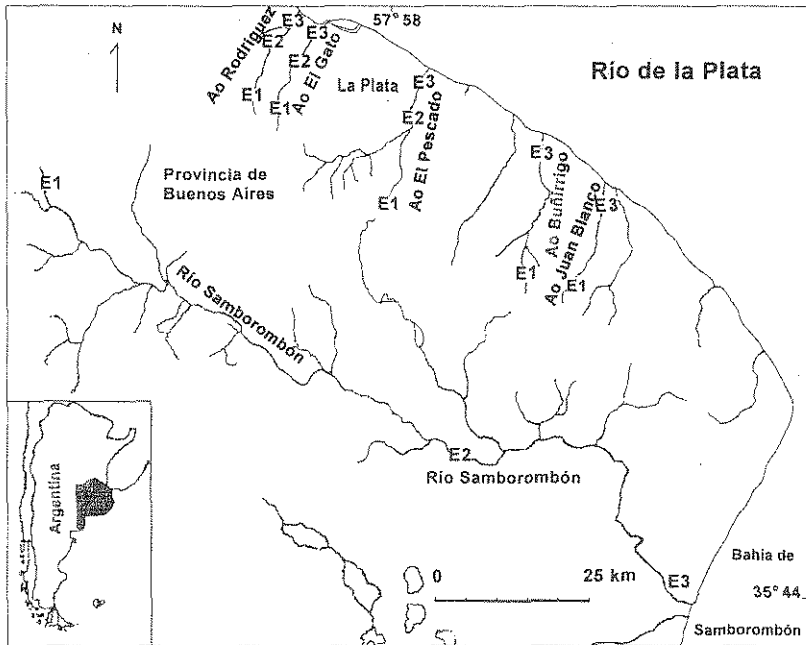 57° 58
N
Río de la Plata
Ao Rodriguez
E3
E2
E1
Ao El Gato
E3
E2
E1
La Plata
E3
E2
E1
Ao El Pescado
Provincia de
Buenos Aires
E1
E3
Ao Buñirrigo
E1
E3
Ao Juan Blanco
E1
Río Samborombón
E2
Río Samborombón
E3
Argentina
0
25 km
Bahia de
35° 44
Samborombón